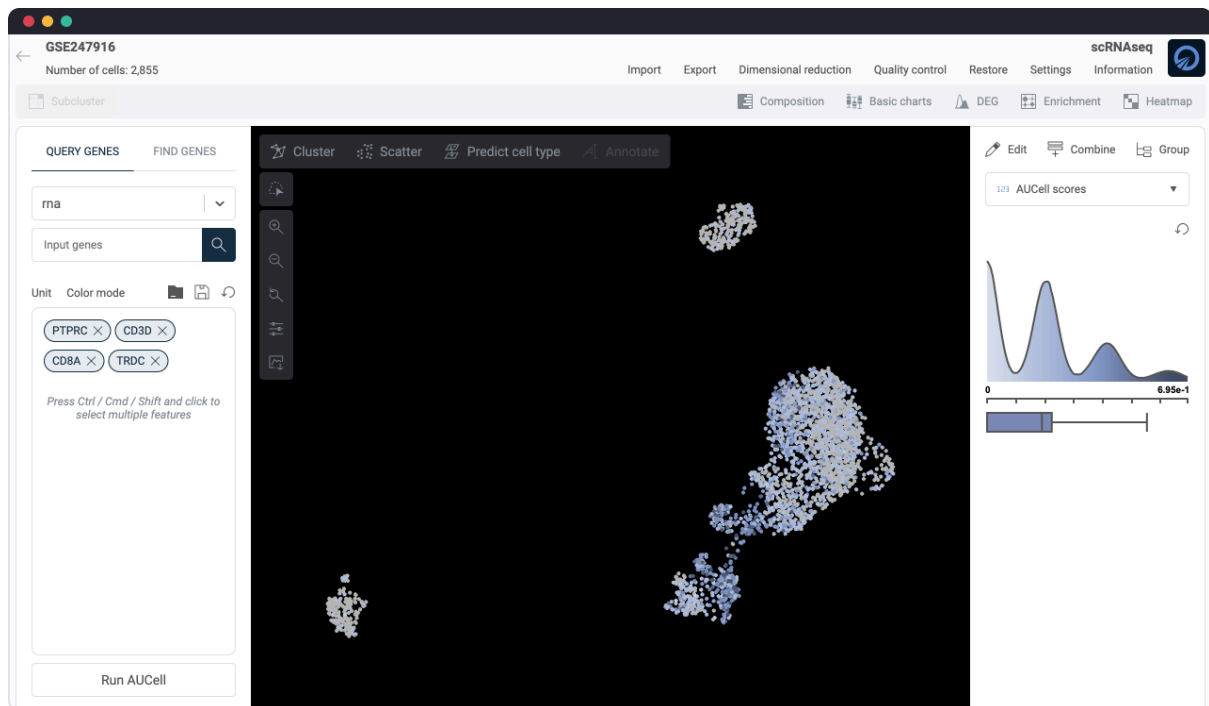 GSE247916
scRNAseq
Number of cells: 2,855
Import Export Dimensional reduction Quality control Restore Settings Information
Subcluster
Composition Basic charts DEG Enrichment Heatmap
QUERY GENES FIND GENES
Cluster Scatter Predict cell type Annotate
Edit Combine Group
rna
123 AUCell scores
Input genes
Unit Color mode
PTPRC CD3D
CD8A TRDC
Press Ctrl / Cmd / Shift and click to
select multiple features
0 6.95e-1
Run AUCell